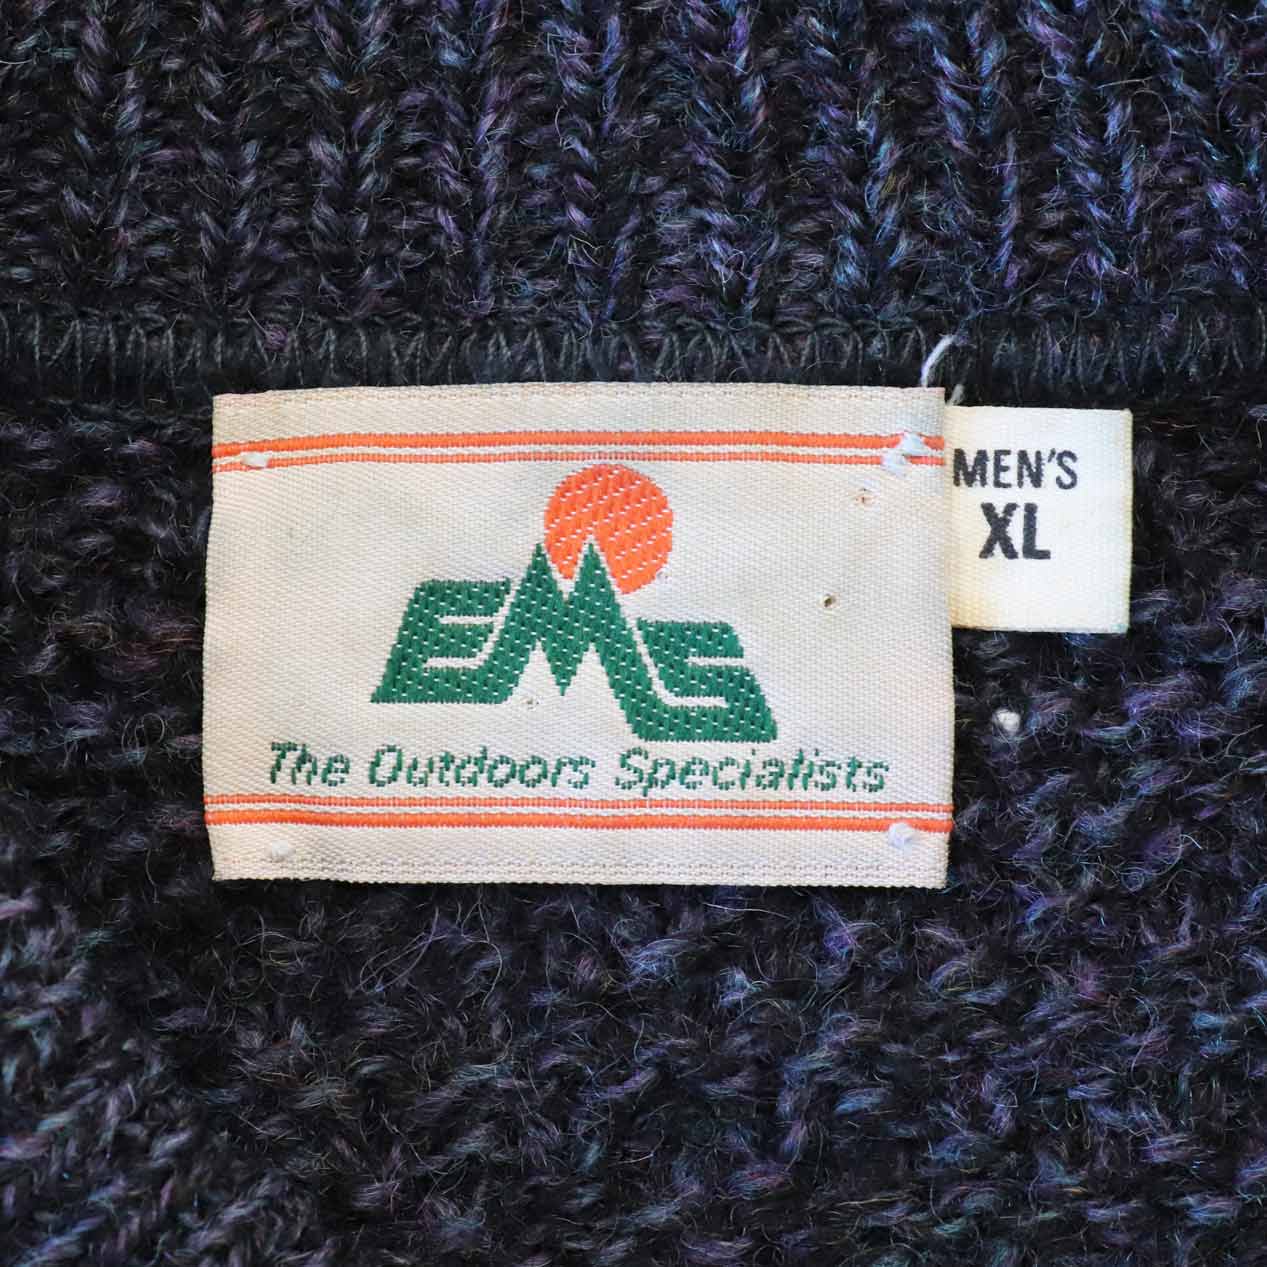 MEN'S
XL
EMS
The Outdoors Specialists